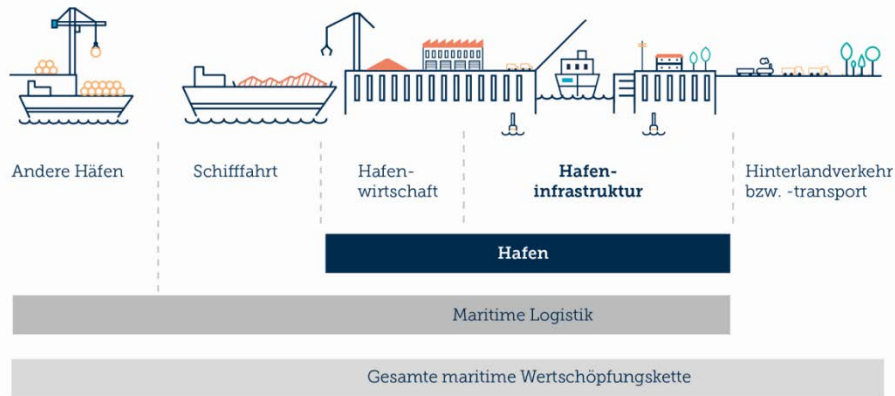 Andere Häfen
Schifffahrt
Hafen-
wirtschaft
Hafen-
infrastruktur
Hinterlandverkehr
bzw. -transport
Hafen
Maritime Logistik
Gesamte maritime Wertschöpfungskette